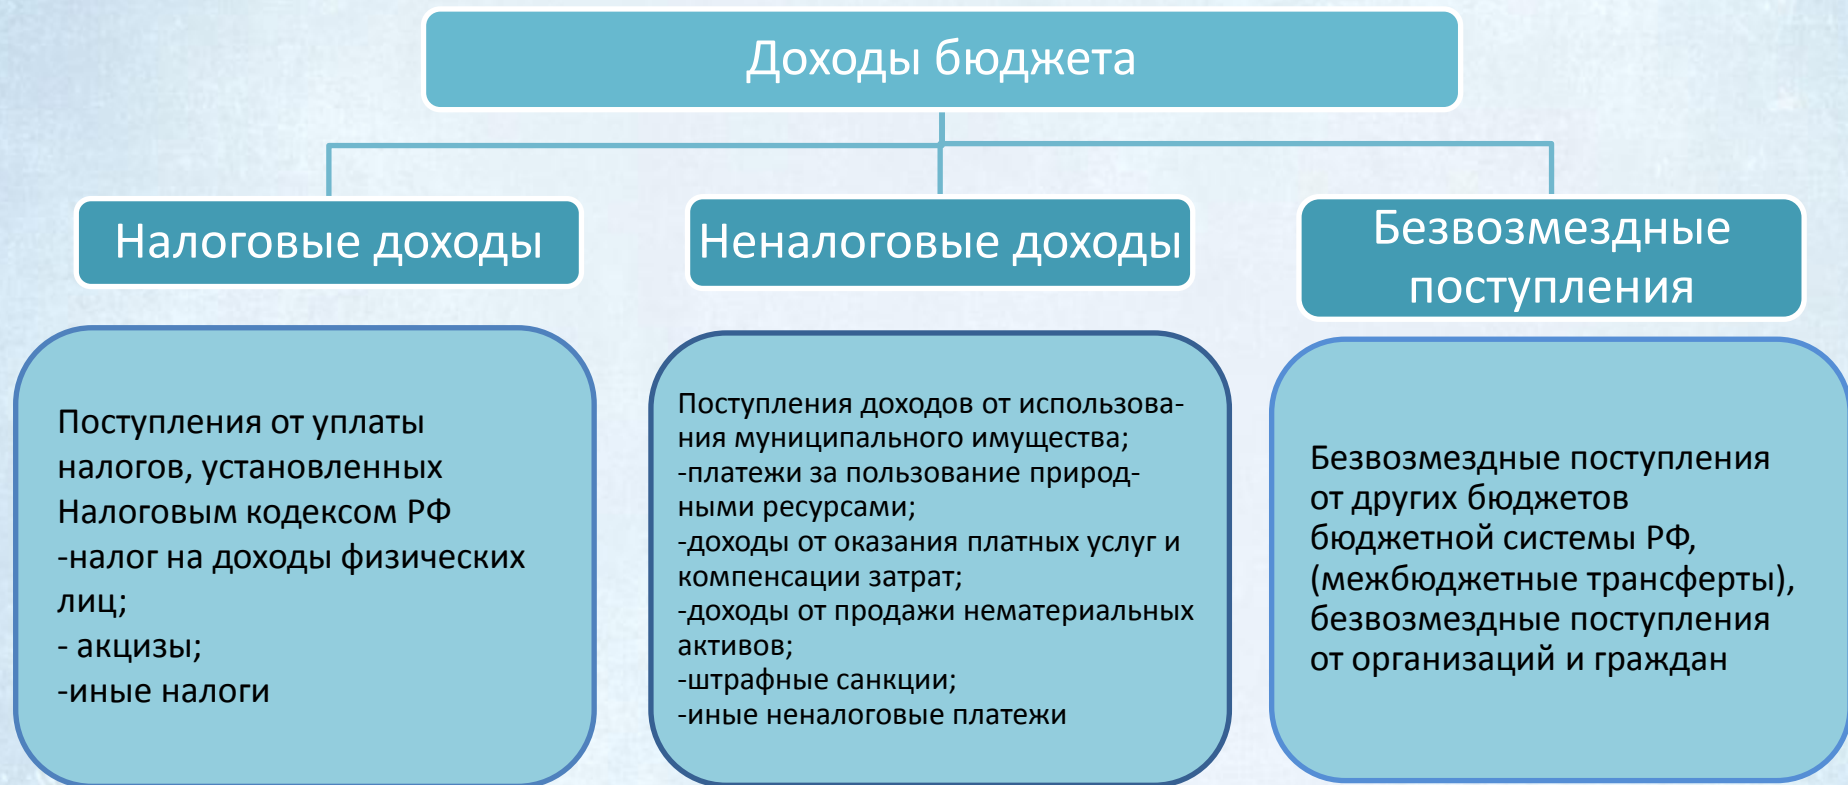 Доходы бюджета
Налоговые доходы
Неналоговые доходы
Безвозмездные
поступления
Поступления от уплаты
налогов, установленных
Налоговым кодексом РФ
-налог на доходы физических
лиц;
- акцизы;
-иные налоги
Поступления доходов от использова-
ния муниципального имущества;
-платежи за пользование природ-
ными ресурсами;
-доходы от оказания платных услуг и
компенсации затрат;
-доходы от продажи нематериальных
активов;
-штрафные санкции;
-иные неналоговые платежи
Безвозмездные поступления
от других бюджетов
бюджетной системы РФ,
(межбюджетные трансферты),
безвозмездные поступления
от организаций и граждан